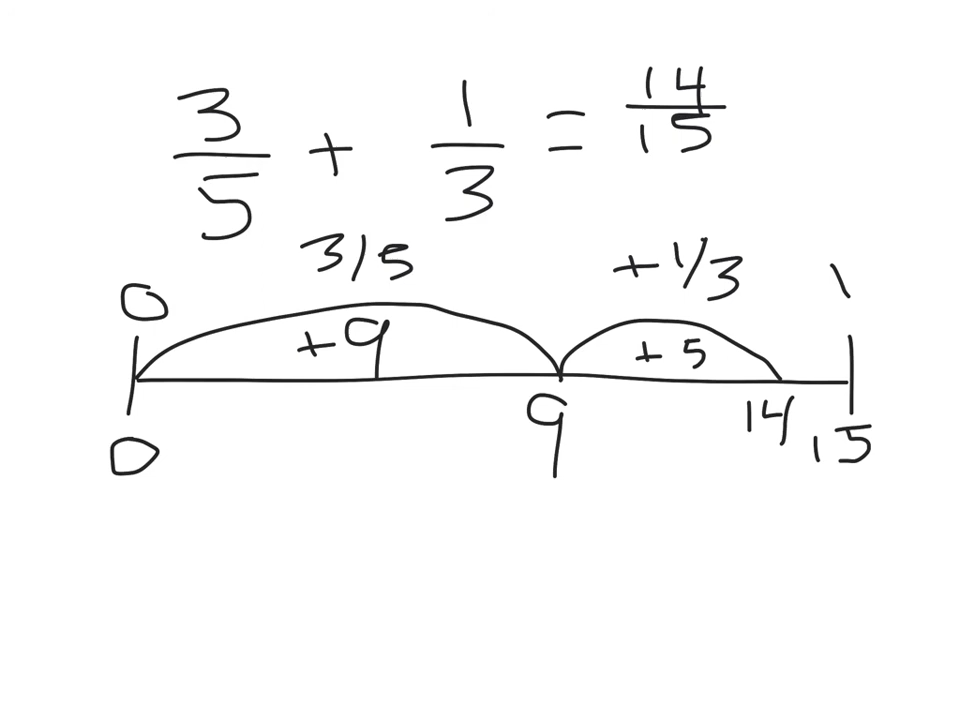 3/5 + 1/3 = 14/15
3/5 +1/3
0 1
+9 +5
0 9 14 15